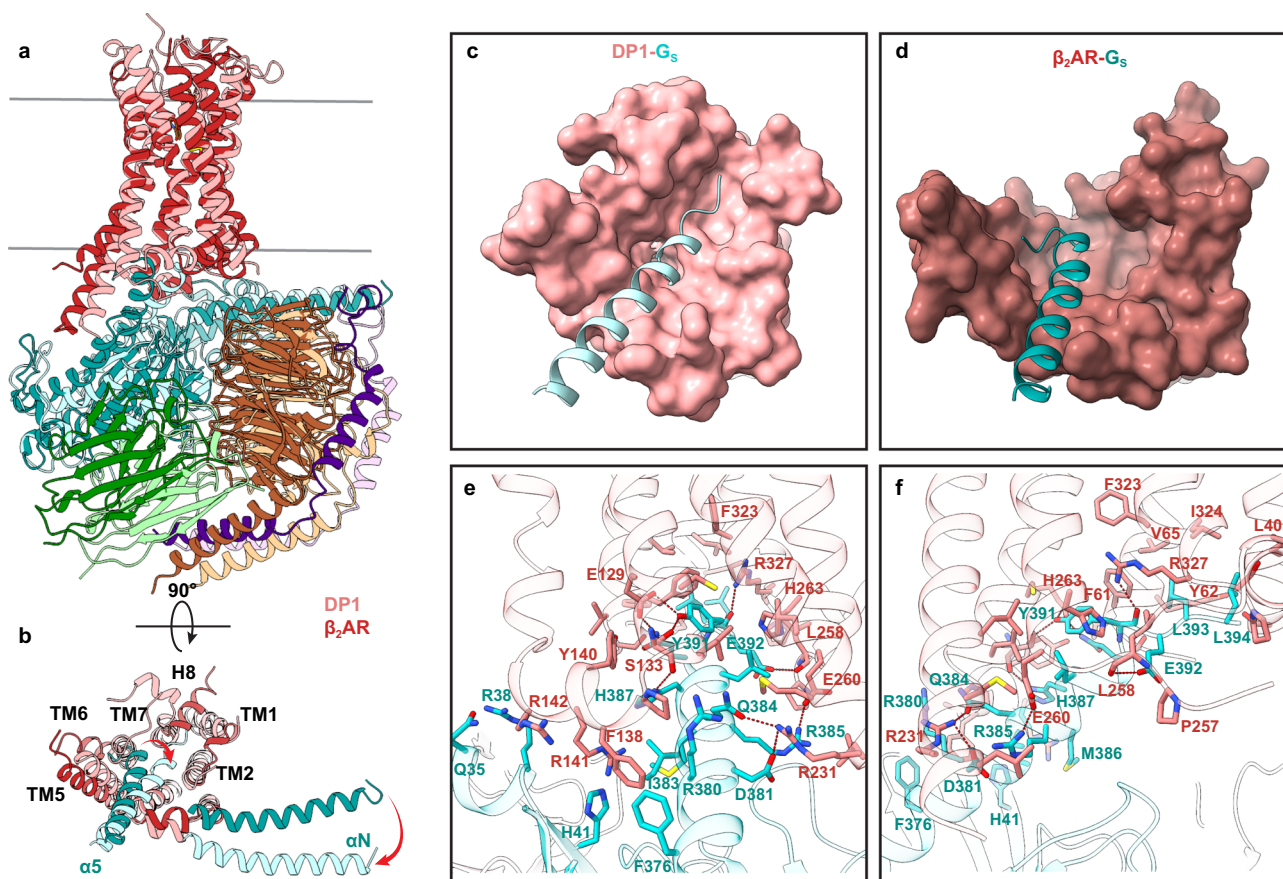 a
90°
DP1
β₂AR
b
H8
TM6
TM7
TM1
TM2
TM5
αN
α5
c
DP1-Gₛ
d
β₂AR-Gₛ
e
F323
E129
R327
H263
Y391
L258
Y140
S133
E392
E260
H387
Q384
R38
R142
R385
F138
R141
R231
Q35
I383
R380
D381
H41
F376
f
F323
I324
L40
V65
R327
H263
F61
Y62
Y391
L393
L394
Q384
E392
R380
L258
H387
E260
R385
P257
R231
M386
D381
H41
F376